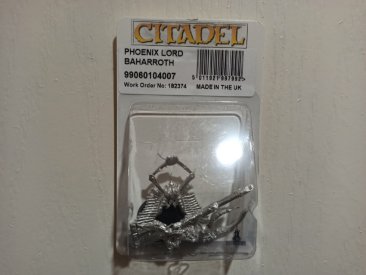 CITADEL
PHOENIX LORD
BAHARROTH
99060104007
Work Order No: 182374
MADE IN THE UK